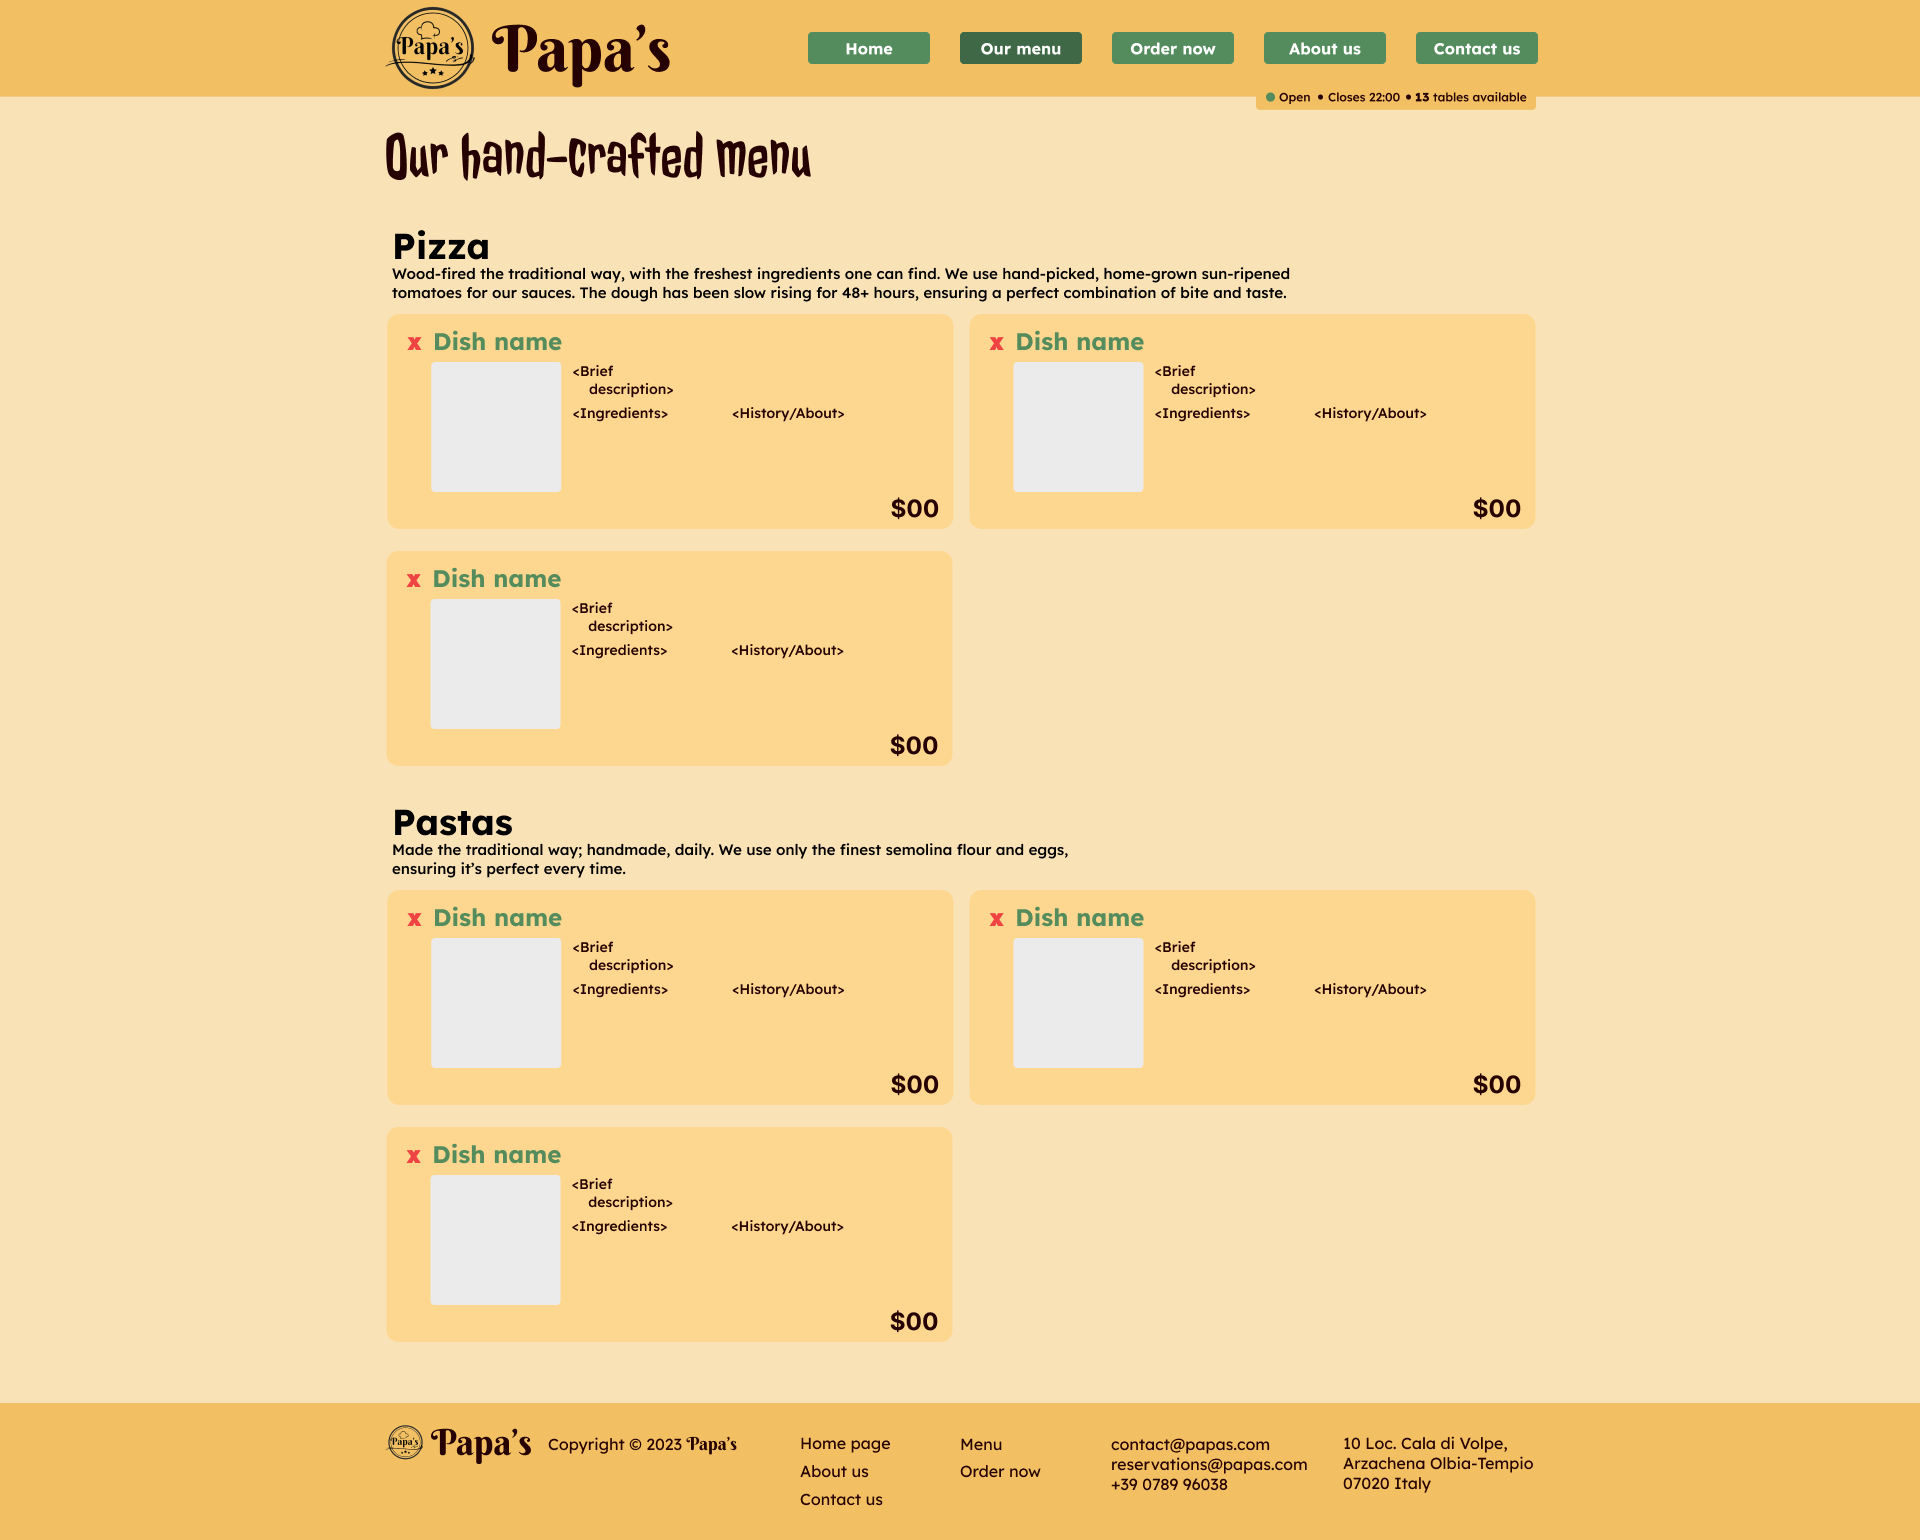 Papa's
Papa's
Home
Our menu
Order now
About us
Contact us
Open • Closes 22:00 • 13 tables available
Our hand-crafted menu
Pizza
Wood-fired the traditional way, with the freshest ingredients one can find. We use hand-picked, home-grown sun-ripened
tomatoes for our sauces. The dough has been slow rising for 48+ hours, ensuring a perfect combination of bite and taste.
x Dish name
<Brief
description>
<Ingredients> <History/About>
$00
x Dish name
<Brief
description>
<Ingredients> <History/About>
$00
x Dish name
<Brief
description>
<Ingredients> <History/About>
$00
Pastas
Made the traditional way; handmade, daily. We use only the finest semolina flour and eggs,
ensuring it's perfect every time.
x Dish name
<Brief
description>
<Ingredients> <History/About>
$00
x Dish name
<Brief
description>
<Ingredients> <History/About>
$00
x Dish name
<Brief
description>
<Ingredients> <History/About>
$00
Papa's
Papa's
Copyright © 2023 Papa's
Home page
About us
Contact us
Menu
Order now
contact@papas.com
reservations@papas.com
+39 0789 96038
10 Loc. Cala di Volpe,
Arzachena Olbia-Tempio
07020 Italy